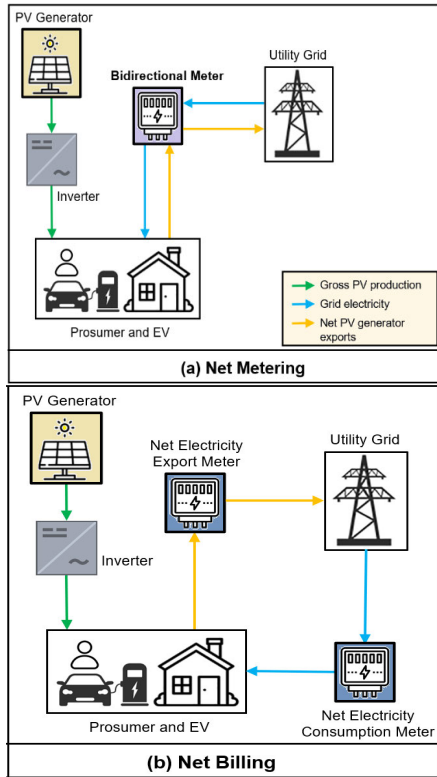 PV Generator
Utility Grid
Bidirectional Meter
Inverter
Prosumer and EV
Gross PV production
Grid electricity
Net PV generator
exports
(a) Net Metering
PV Generator
Net Electricity
Export Meter
Utility Grid
Inverter
Prosumer and EV
Net Electricity
Consumption Meter
(b) Net Billing